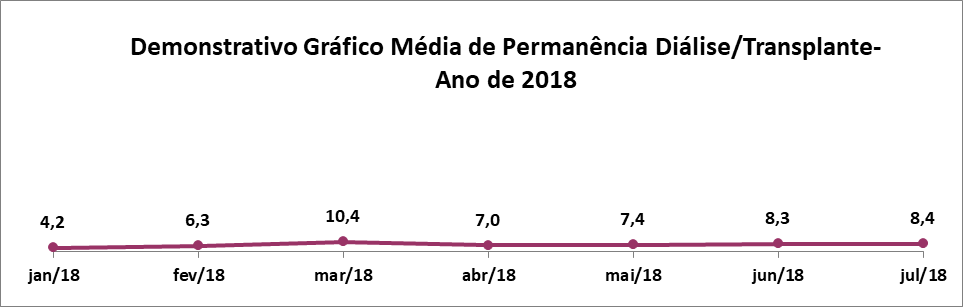 Demonstrativo Gráfico Média de Permanência Diálise/Transplante-
Ano de 2018
4,2 6,3 10,4 7,0 7,4 8,3 8,4
jan/18 fev/18 mar/18 abr/18 mai/18 jun/18 jul/18